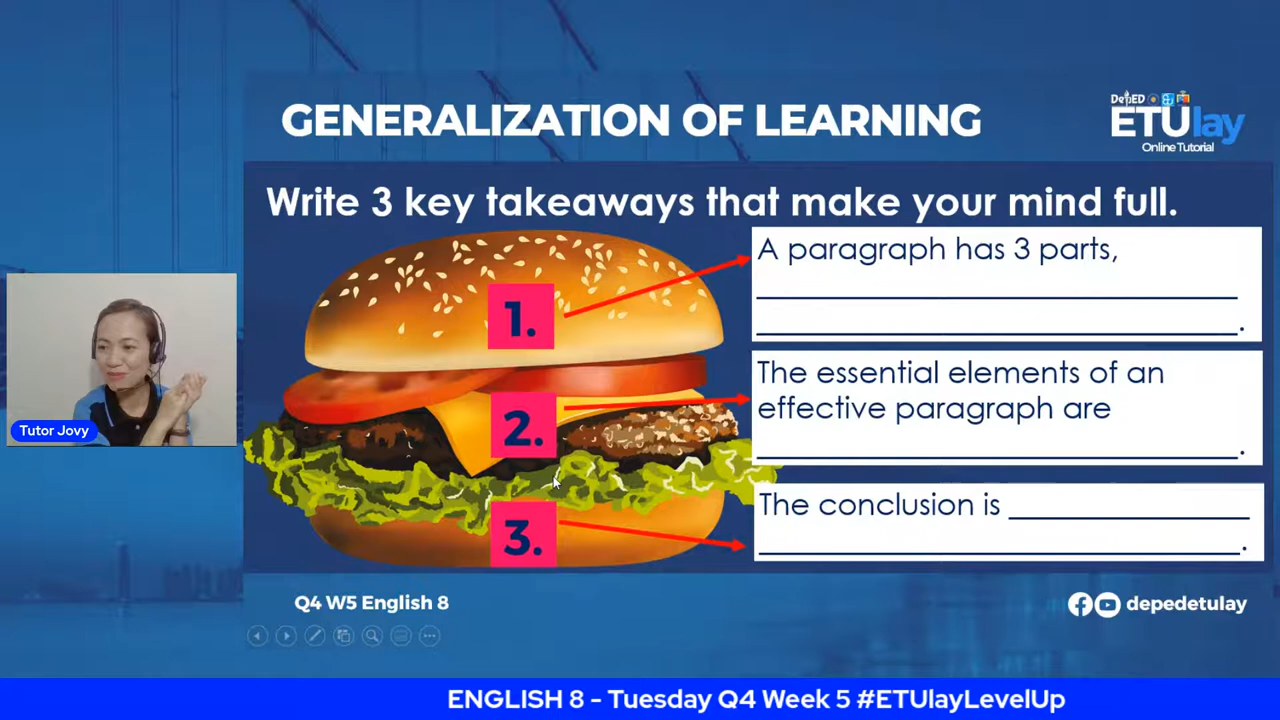 GENERALIZATION OF LEARNING
DepED
ETUlay
Online Tutorial
Write 3 key takeaways that make your mind full.
1.
A paragraph has 3 parts,
2.
The essential elements of an
effective paragraph are
3.
The conclusion is
Tutor Jovy
Q4 W5 English 8
depedetulay
ENGLISH 8 - Tuesday Q4 Week 5 #ETUlayLevelUp